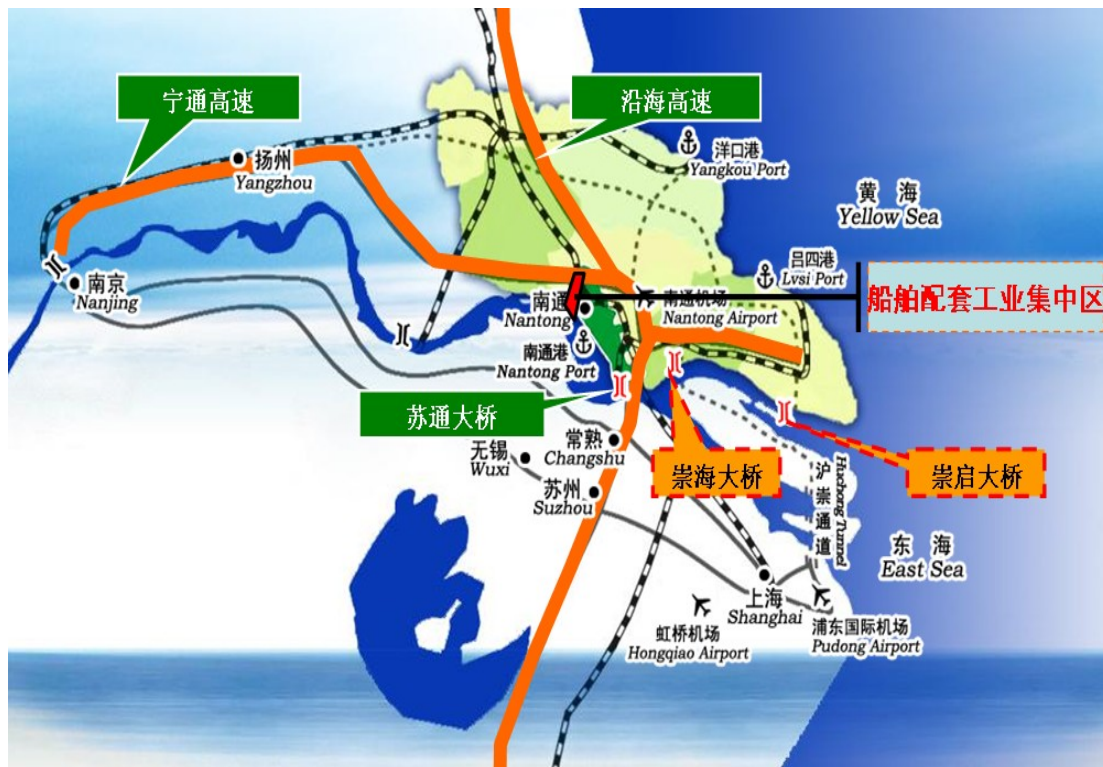 宁通高速
沿海高速
扬州
Yangzhou
洋口港
Yangkou Port
黄 海
Yellow Sea
南京
Nanjing
吕四港
Lvsi Port
船舶配套工业集中区
南通
Nantong
南通机场
Nantong Airport
南通港
Nantong Port
苏通大桥
无锡
Wuxi
常熟
Changshu
苏州
Suzhou
崇海大桥
崇启大桥
沪崇通道
Huchong Tunnel
东 海
East Sea
上海
Shanghai
虹桥机场
Hongqiao Airport
浦东国际机场
Pudong Airport